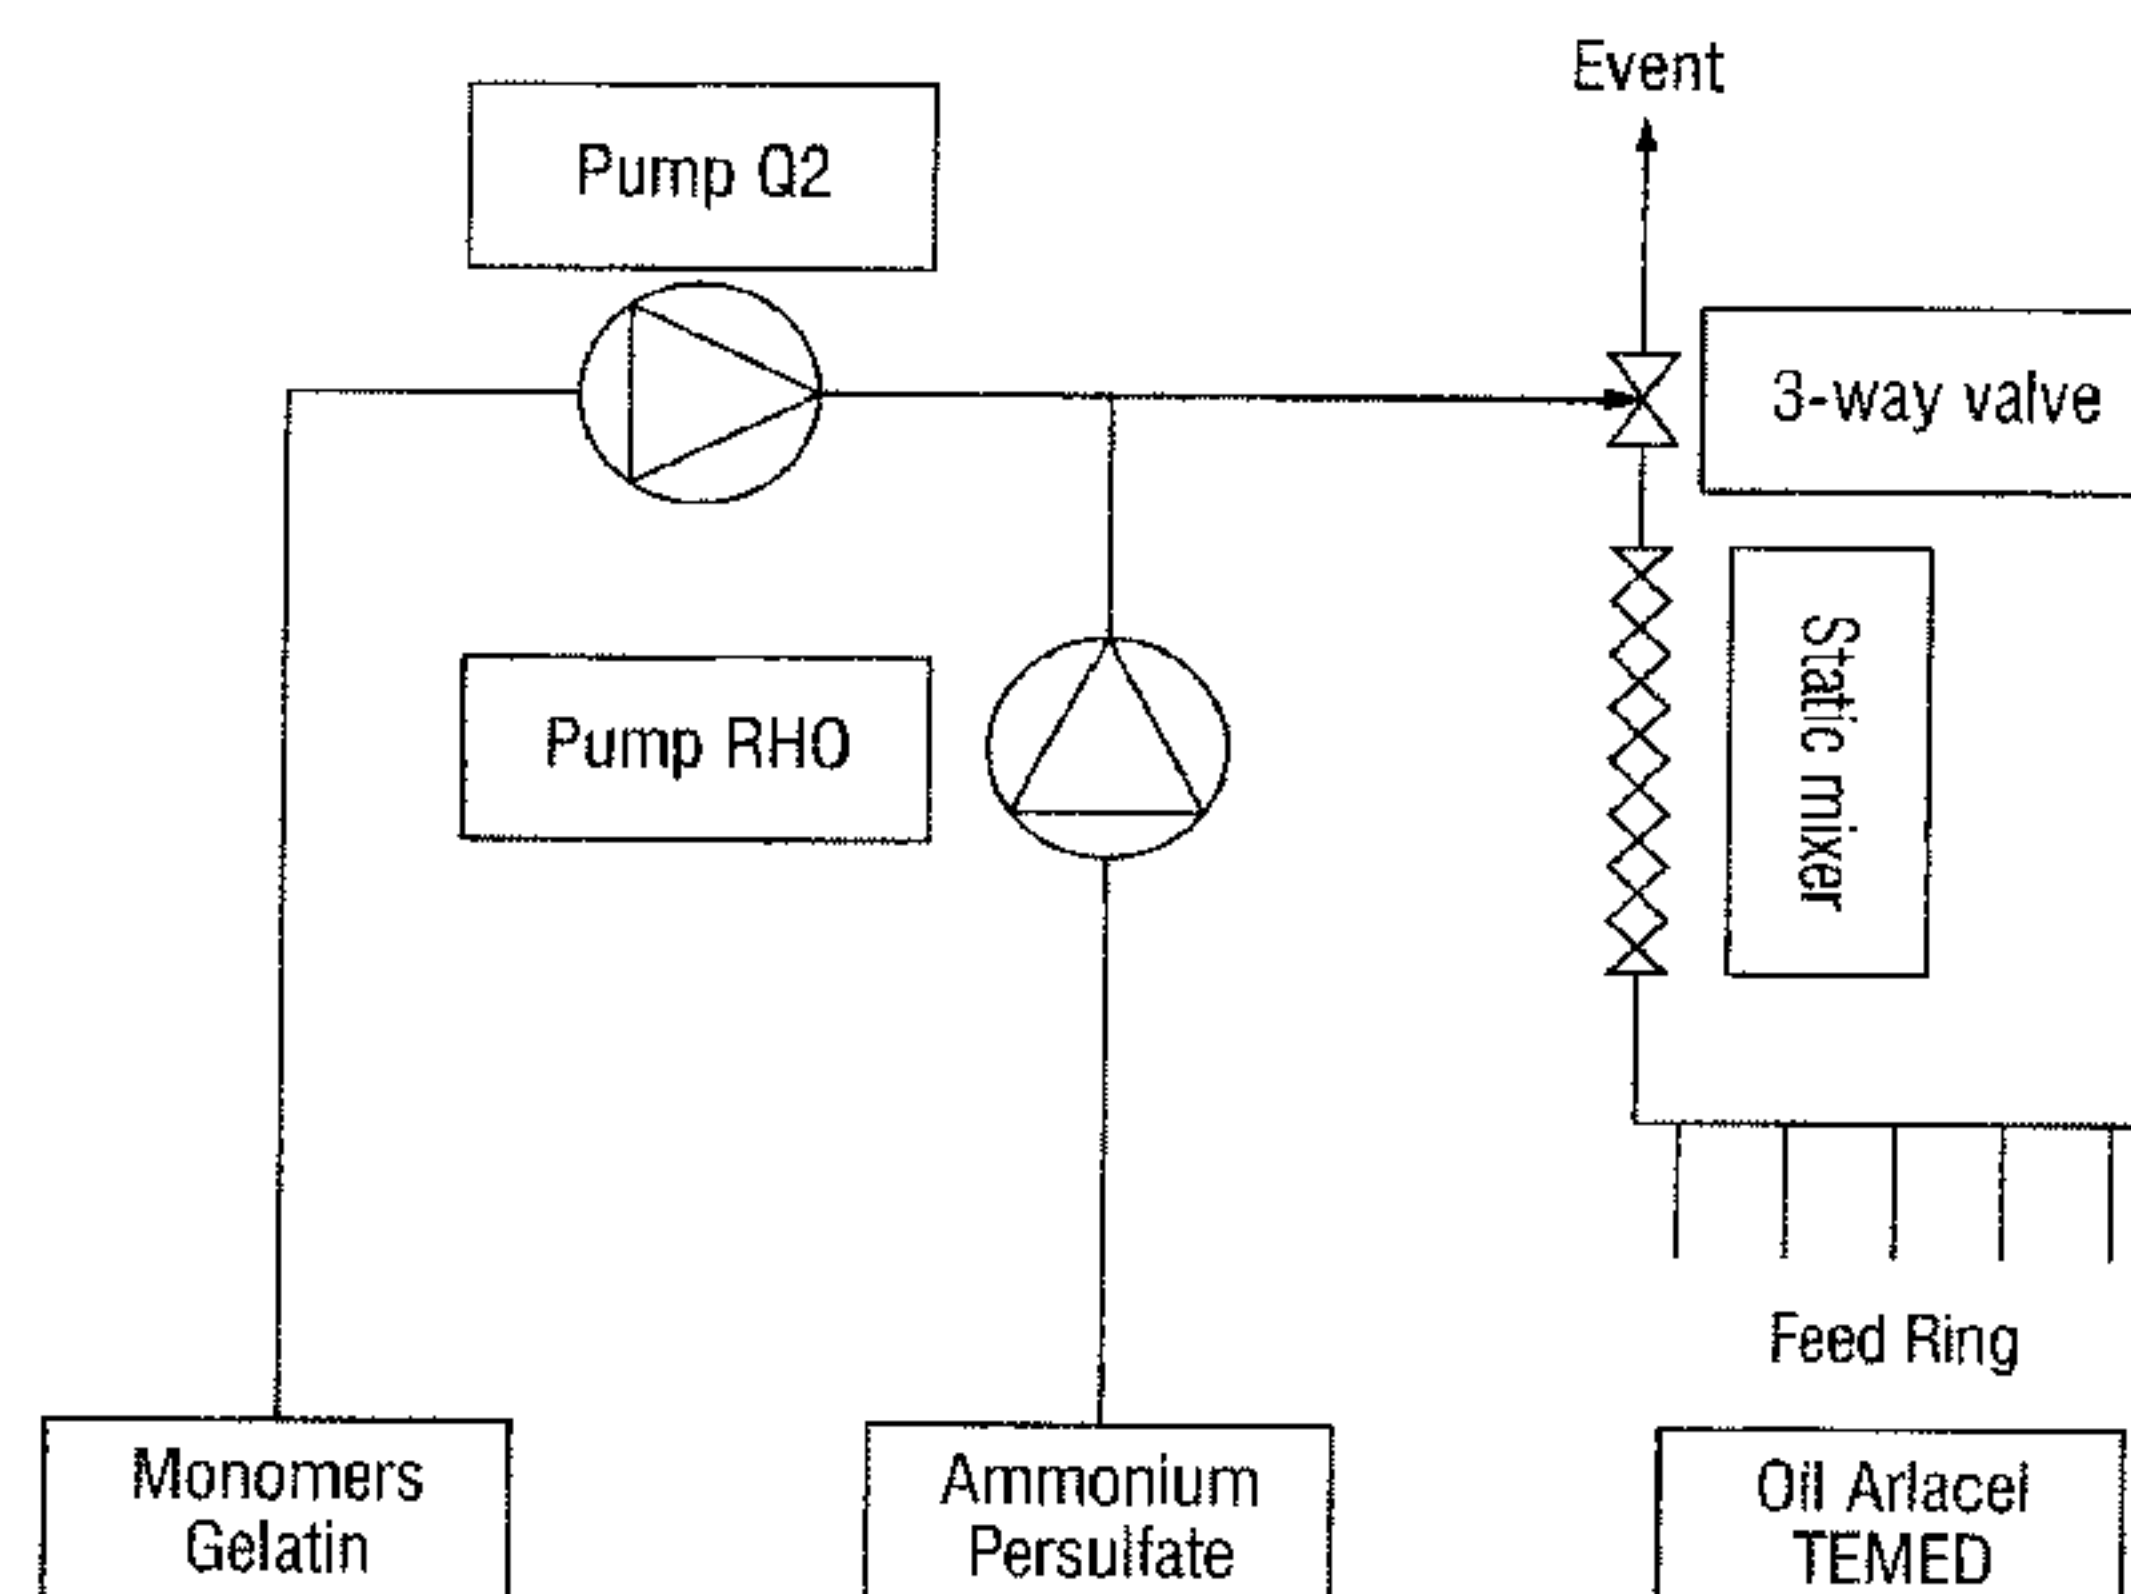 Event
Pump Q2
3-way valve
Pump RHO
Static mixer
Feed Ring
Monomers
Gelatin
Ammonium
Persulfate
Oil Arlacel
TEMED